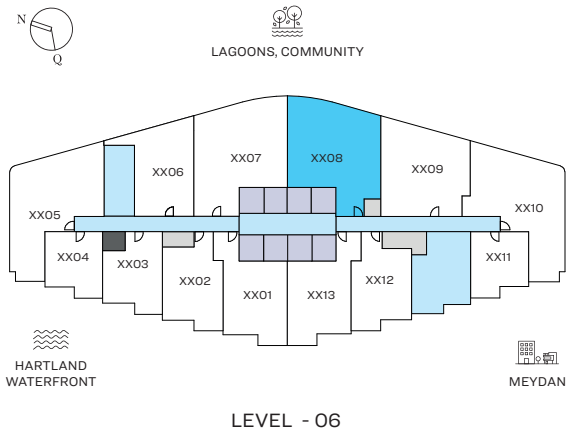 N
Q
LAGOONS, COMMUNITY
XX07
XX08
XX06
XX09
XX05
XX10
XX04
XX03
XX02
XX01
XX13
XX12
XX11
HARTLAND
WATERFRONT
MEYDAN
LEVEL - 06